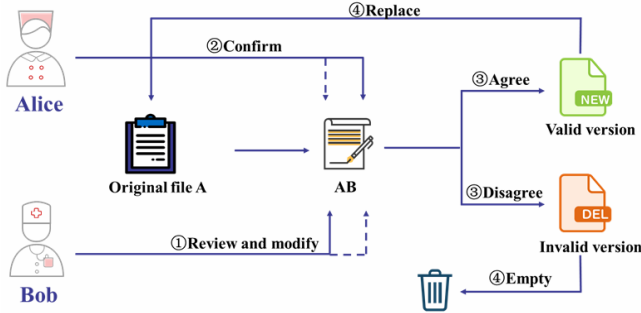 ④Replace
②Confirm
Alice
③Agree
NEW
Valid version
Original file A
AB
③Disagree
DEL
①Review and modify
Invalid version
④Empty
Bob